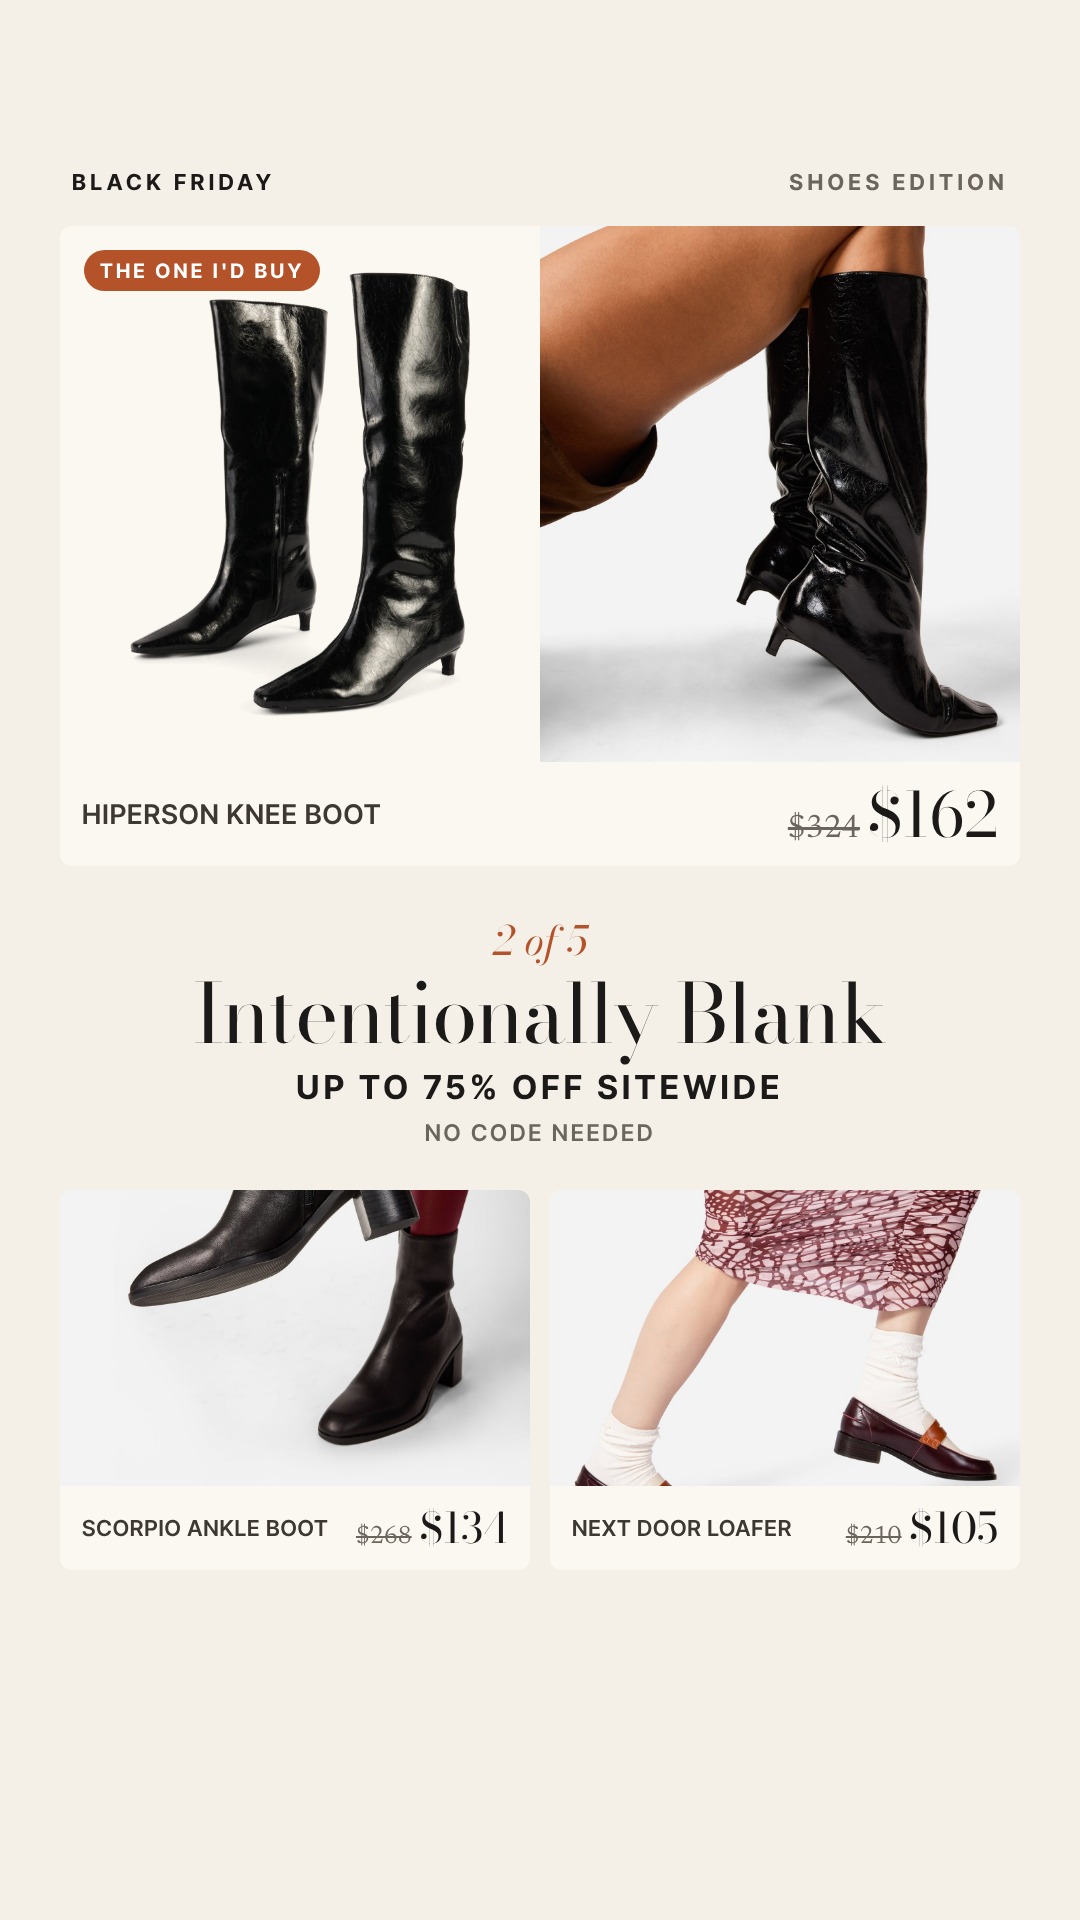 BLACK FRIDAY
SHOES EDITION
THE ONE I'D BUY
HIPERSON KNEE BOOT
$324 $162
2 of 5
Intentionally Blank
UP TO 75% OFF SITEWIDE
NO CODE NEEDED
SCORPIO ANKLE BOOT $268 $134
NEXT DOOR LOAFER $210 $105